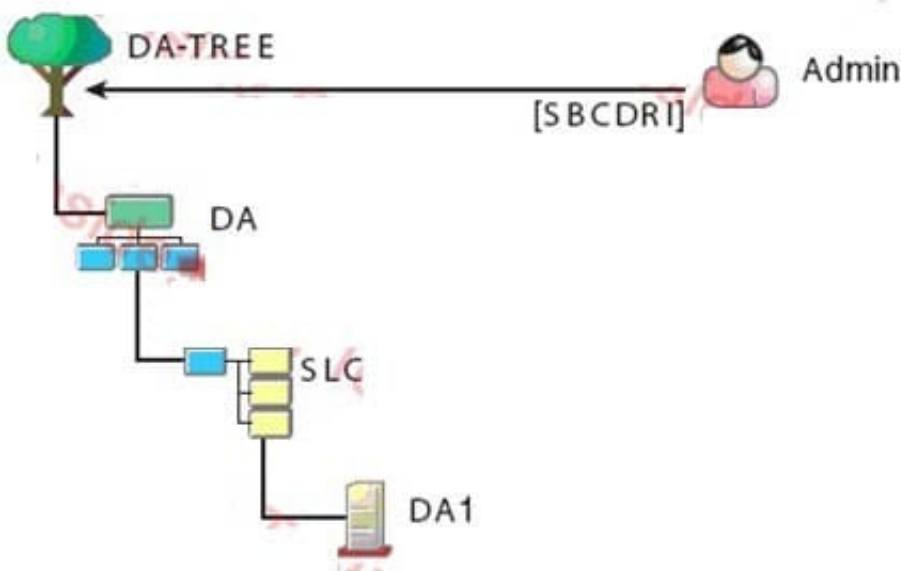 DA-TREE
Admin
[SBCDRI]
DA
SLC
DA1